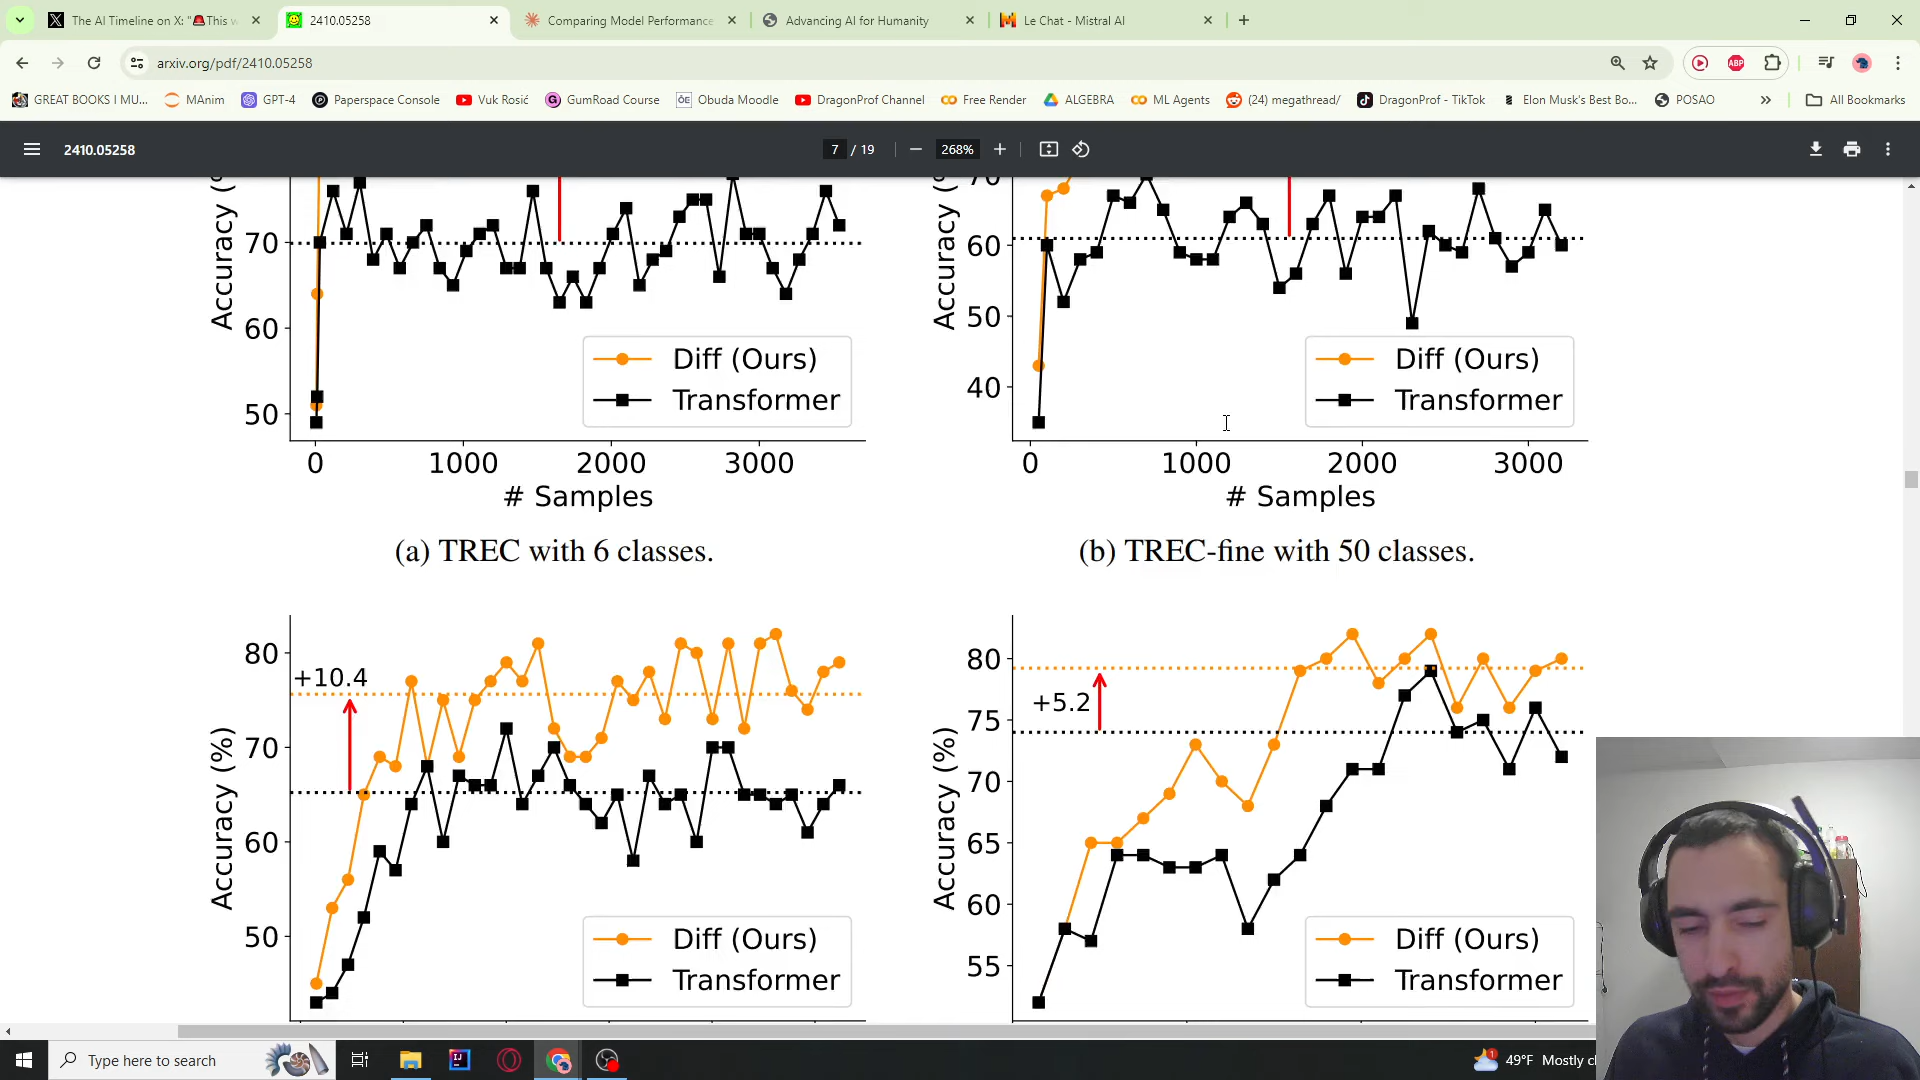 The AI Timeline on X: "🚨This w
2410.05258
Comparing Model Performance
Advancing AI for Humanity
Le Chat - Mistral AI
arxiv.org/pdf/2410.05258
GREAT BOOKS I MU...
MAnim
GPT-4
Paperspace Console
Vuk Rosić
GumRoad Course
Obuda Moodle
DragonProf Channel
Free Render
ALGEBRA
ML Agents
(24) megathread/
DragonProf - TikTok
Elon Musk's Best Bo...
POSAO
All Bookmarks
2410.05258
7 / 19
268%
Accuracy (
70
60
50
Diff (Ours)
Transformer
0 1000 2000 3000
# Samples
(a) TREC with 6 classes.
Accuracy (
70
60
50
40
Diff (Ours)
Transformer
0 1000 2000 3000
# Samples
(b) TREC-fine with 50 classes.
Accuracy (%)
80
70
60
50
+10.4
Diff (Ours)
Transformer
Accuracy (%)
80
75
70
65
60
55
+5.2
Diff (Ours)
Transformer
Type here to search
49°F Mostly cl